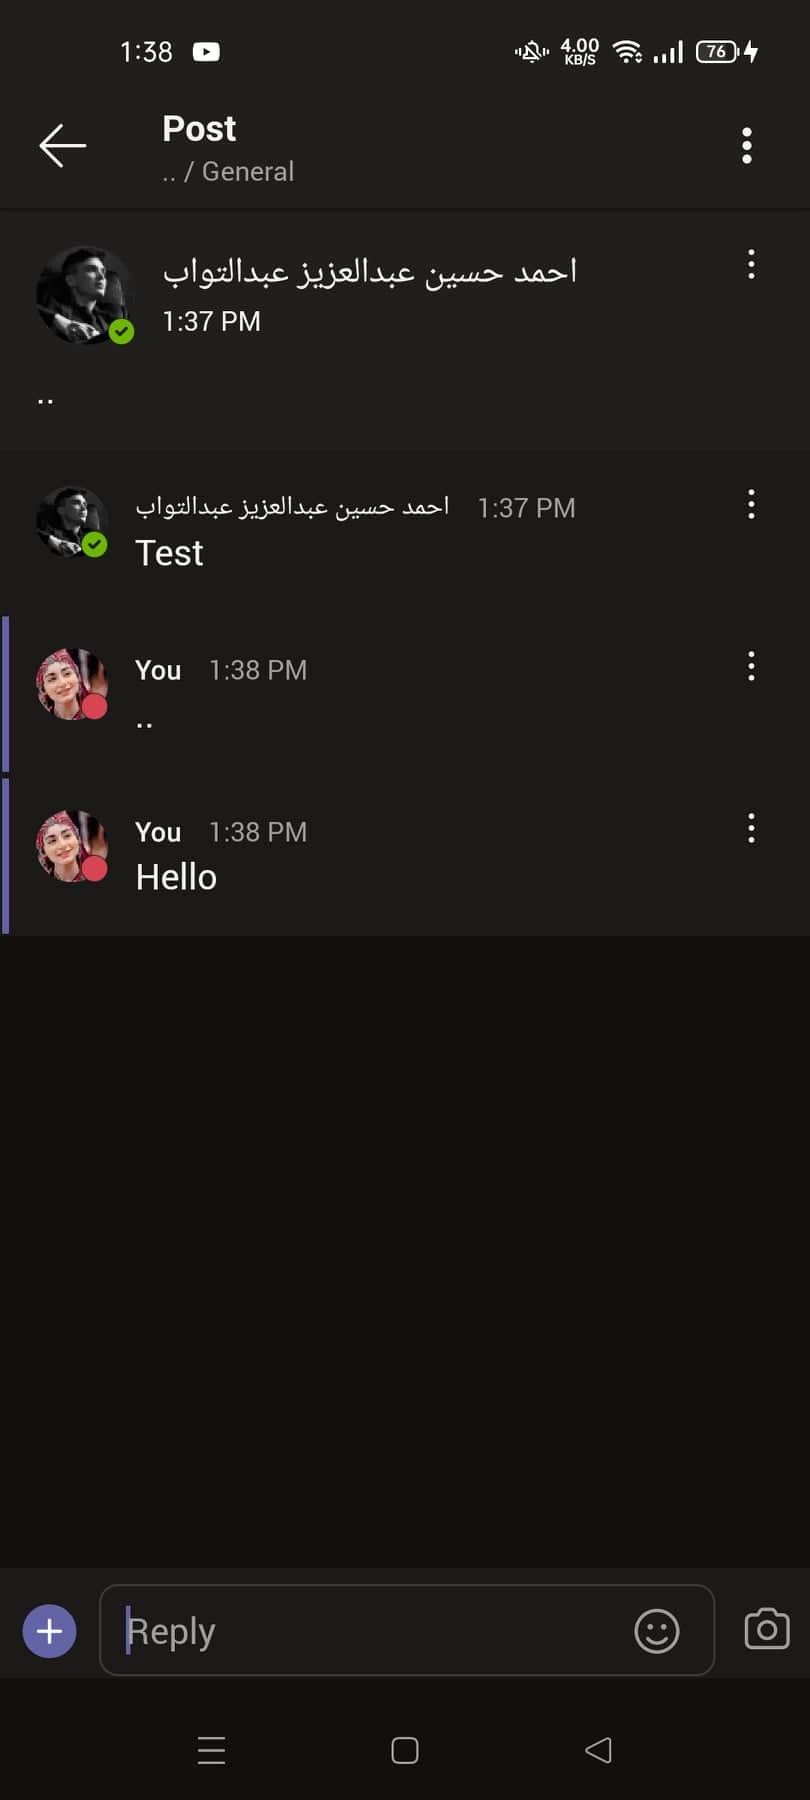 1:38
4.00
KB/S
76
Post
.. / General
احمد حسين عبدالعزيز عبدالتواب
1:37 PM
..
احمد حسين عبدالعزيز عبدالتواب 1:37 PM
Test
You 1:38 PM
..
You 1:38 PM
Hello
Reply